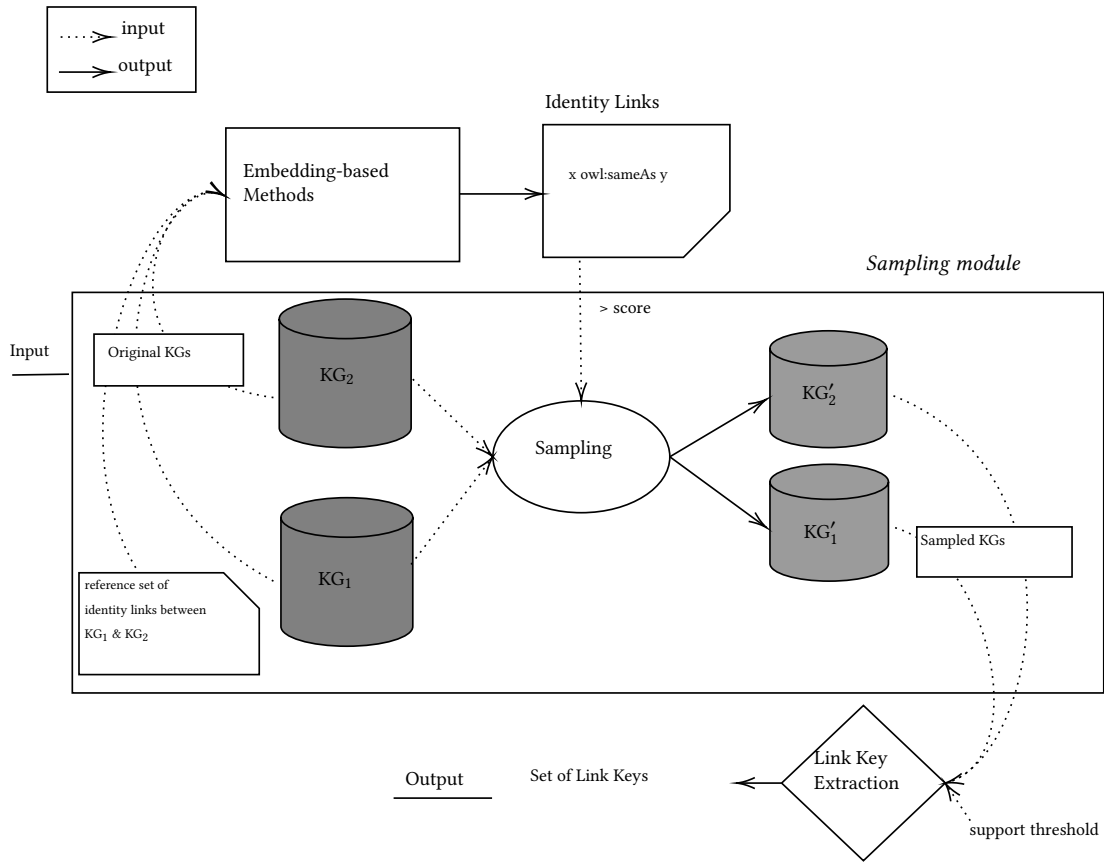 input
output
Identity Links
Embedding-based
Methods
x owl:sameAs y
Sampling module
> score
Input
Original KGs
KG2
KG′2
Sampling
KG1
KG′1
Sampled KGs
reference set of
identity links between
KG1 & KG2
Link Key
Extraction
Output
Set of Link Keys
support threshold